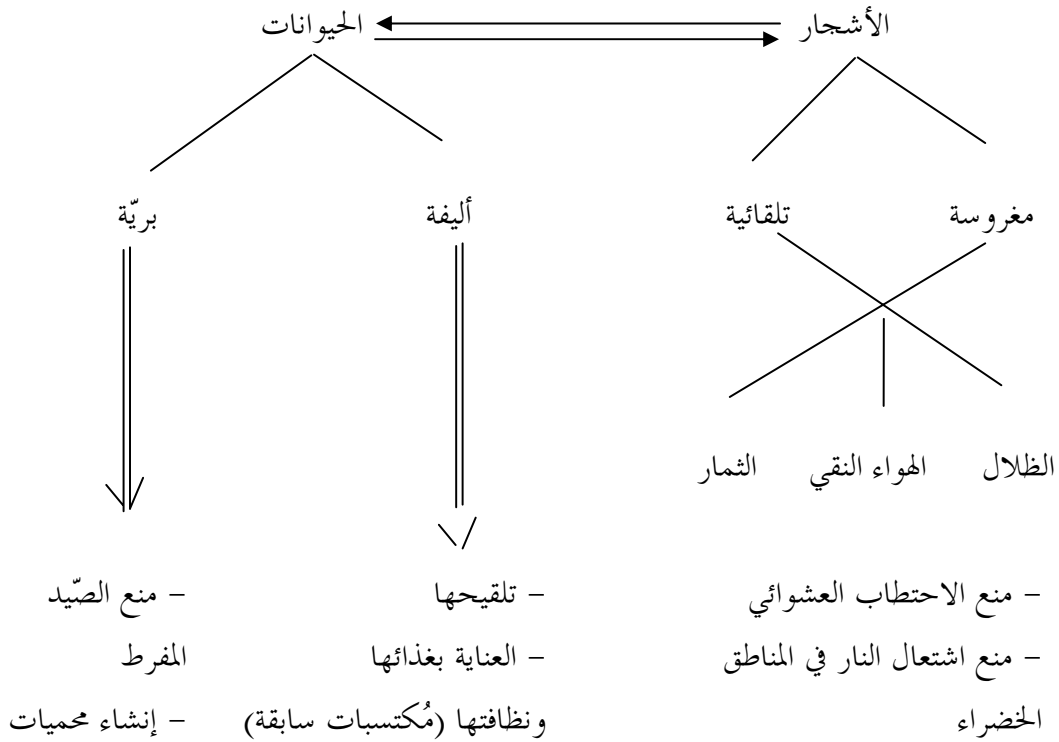 الأشجار
الحيوانات
مغروسة
تلقائية
أليفة
بريّة
الظلال
الهواء النقي
الثمار
– منع الاحتطاب العشوائي
– منع اشتعال النار في المناطق
الخضراء
– تلقيحها
– العناية بغذائها
ونظافتها (مُكتسبات سابقة)
– منع الصّيد
المفرط
– إنشاء محميات